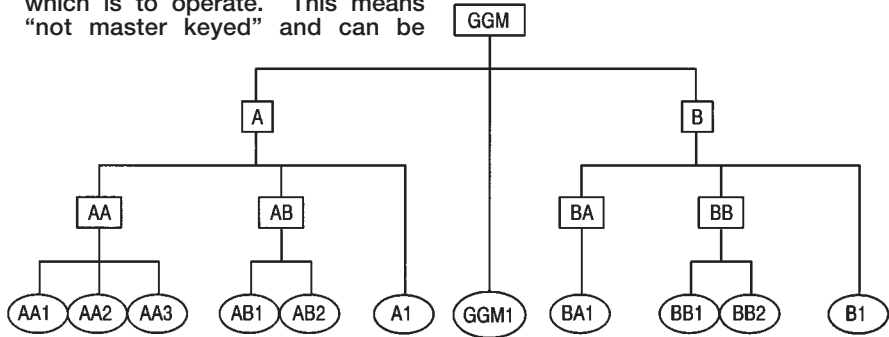 which is to operate. This means
“not master keyed” and can be
GGM
A B
AA AB BA BB
AA1 AA2 AA3 AB1 AB2 A1 GGM1 BA1 BB1 BB2 B1